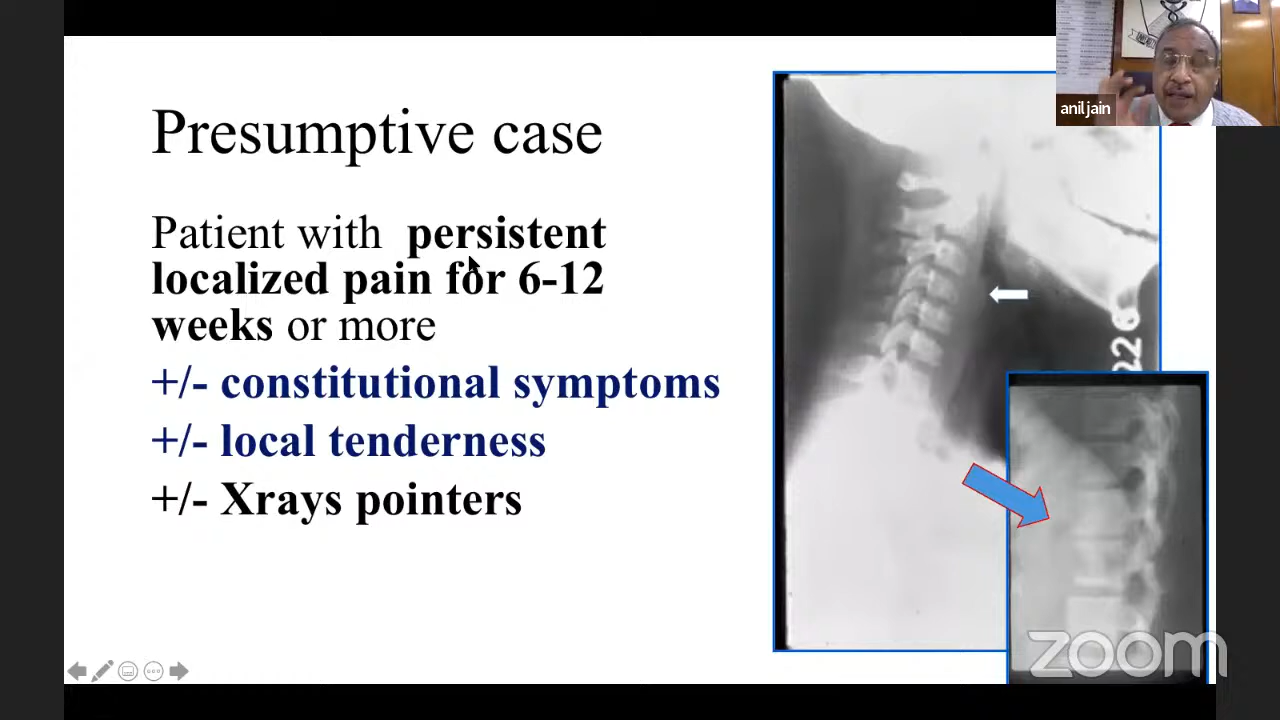 Presumptive case
Patient with persistent
localized pain for 6-12
weeks or more
+/- constitutional symptoms
+/- local tenderness
+/- Xrays pointers
anil jain
zoom